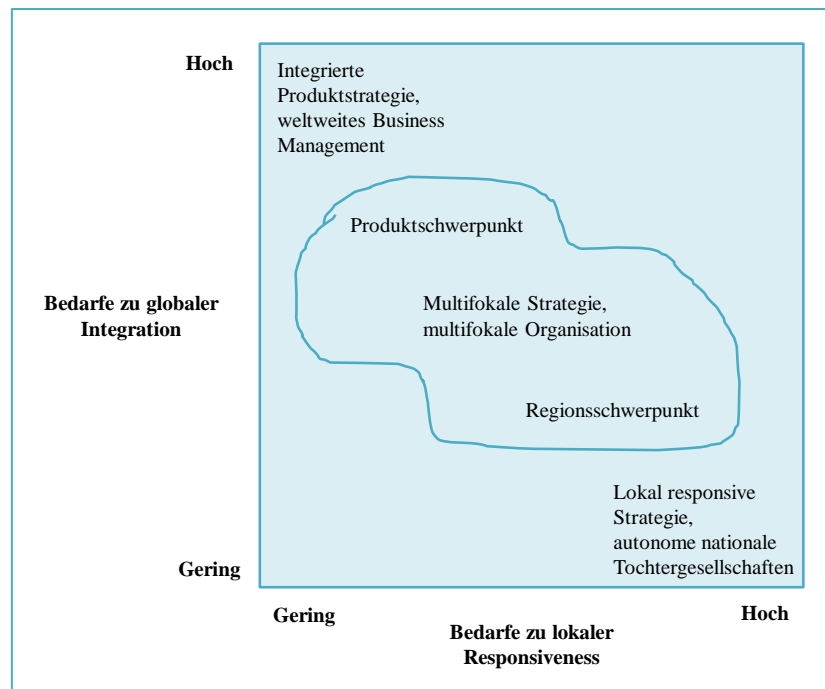 Hoch
Integrierte
Produktstrategie,
weltweites Business
Management
Produktschwerpunkt
Bedarfe zu globaler
Integration
Multifokale Strategie,
multifokale Organisation
Regionsschwerpunkt
Lokal responsive
Strategie,
autonome nationale
Tochtergesellschaften
Gering
Gering
Hoch
Bedarfe zu lokaler
Responsiveness